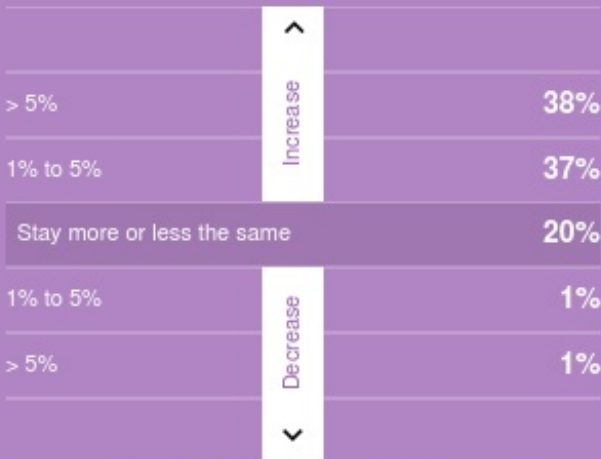 > 5%
38%
Increase
1% to 5%
37%
Stay more or less the same
20%
1% to 5%
1%
Decrease
> 5%
1%